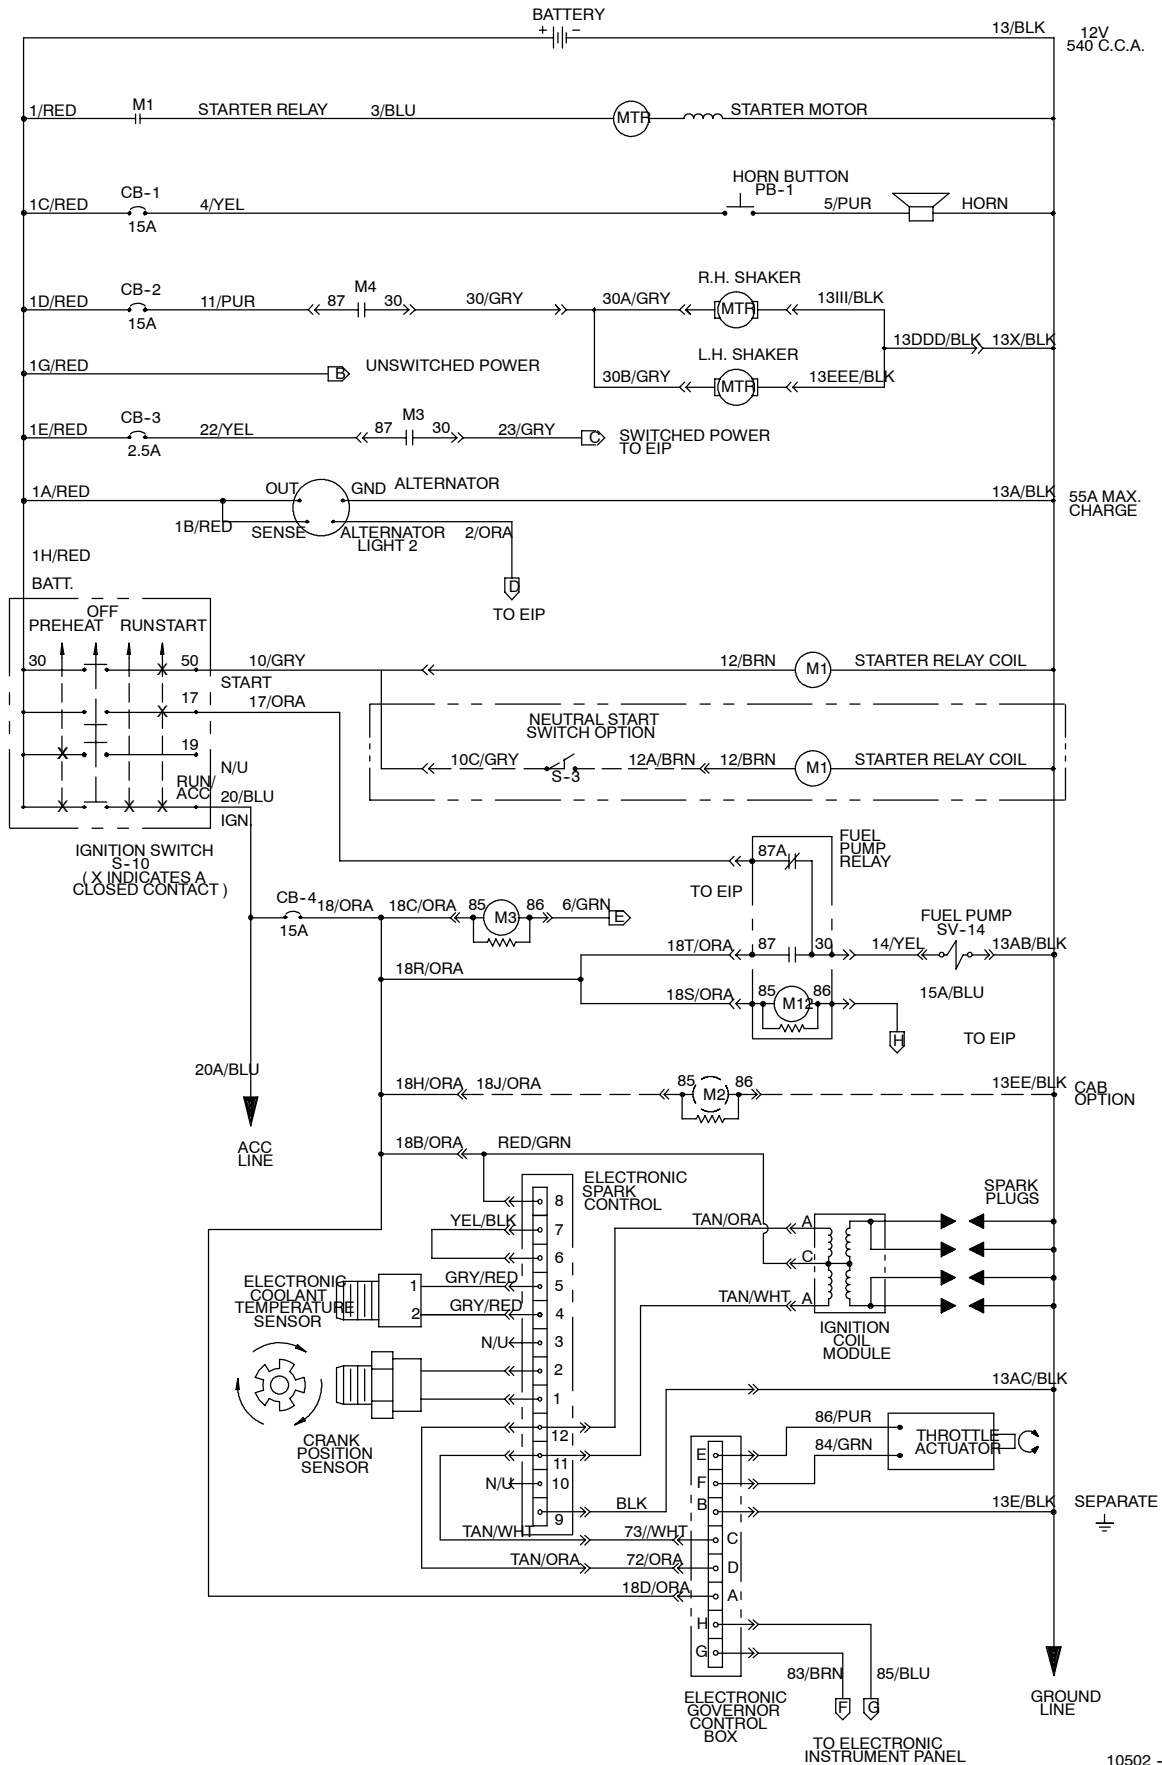 BATTERY
+ −
13/BLK
12V
540 C.C.A.
1/RED
M1
STARTER RELAY
3/BLU
MTR
STARTER MOTOR
HORN BUTTON
PB-1
1C/RED
CB-1
15A
4/YEL
5/PUR
HORN
R.H. SHAKER
1D/RED
CB-2
15A
11/PUR
87
M4
30
30/GRY
30A/GRY
MTR
13III/BLK
13DDD/BLK
13X/BLK
L.H. SHAKER
1G/RED
B
UNSWITCHED POWER
30B/GRY
MTR
13EEE/BLK
1E/RED
CB-3
2.5A
22/YEL
87
M3
30
23/GRY
C
SWITCHED POWER
TO EIP
1A/RED
OUT
GND
ALTERNATOR
13A/BLK
55A MAX.
CHARGE
1B/RED
SENSE
ALTERNATOR
LIGHT 2
2/ORA
D
TO EIP
1H/RED
BATT.
OFF
PREHEAT
RUN
START
30
50
10/GRY
START
12/BRN
M1
STARTER RELAY COIL
X
17
17/ORA
X
NEUTRAL START
SWITCH OPTION
19
X
N/U
10C/GRY
S-3
12A/BRN
12/BRN
M1
STARTER RELAY COIL
RUN/
ACC
20/BLU
X X X
IGN.
IGNITION SWITCH
S-10
( X INDICATES A
CLOSED CONTACT )
FUEL
PUMP
RELAY
87A
TO EIP
CB-4
15A
18/ORA
18C/ORA
85
M3
86
6/GRN
E
FUEL PUMP
SV-14
18T/ORA
87
30
14/YEL
13AB/BLK
18R/ORA
18S/ORA
85
M12
86
15A/BLU
H
TO EIP
20A/BLU
ACC
LINE
18H/ORA
18J/ORA
85
M2
86
13EE/BLK
CAB
OPTION
18B/ORA
RED/GRN
ELECTRONIC
SPARK
CONTROL
SPARK
PLUGS
8
YEL/BLK
7
TAN/ORA
A
6
C
ELECTRONIC
COOLANT
TEMPERATURE
SENSOR
1
GRY/RED
5
2
GRY/RED
4
TAN/WHT
A
N/U
3
IGNITION
COIL
MODULE
2
1
13AC/BLK
CRANK
POSITION
SENSOR
12
11
N/U
10
9
BLK
86/PUR
84/GRN
THROTTLE
ACTUATOR
E
F
B
13E/BLK
SEPARATE
TAN/WHT
73//WHT
C
TAN/ORA
72/ORA
D
18D/ORA
A
H
G
83/BRN
85/BLU
F
G
ELECTRONIC
GOVERNOR
CONTROL
BOX
TO ELECTRONIC
INSTRUMENT PANEL
GROUND
LINE
10502 -